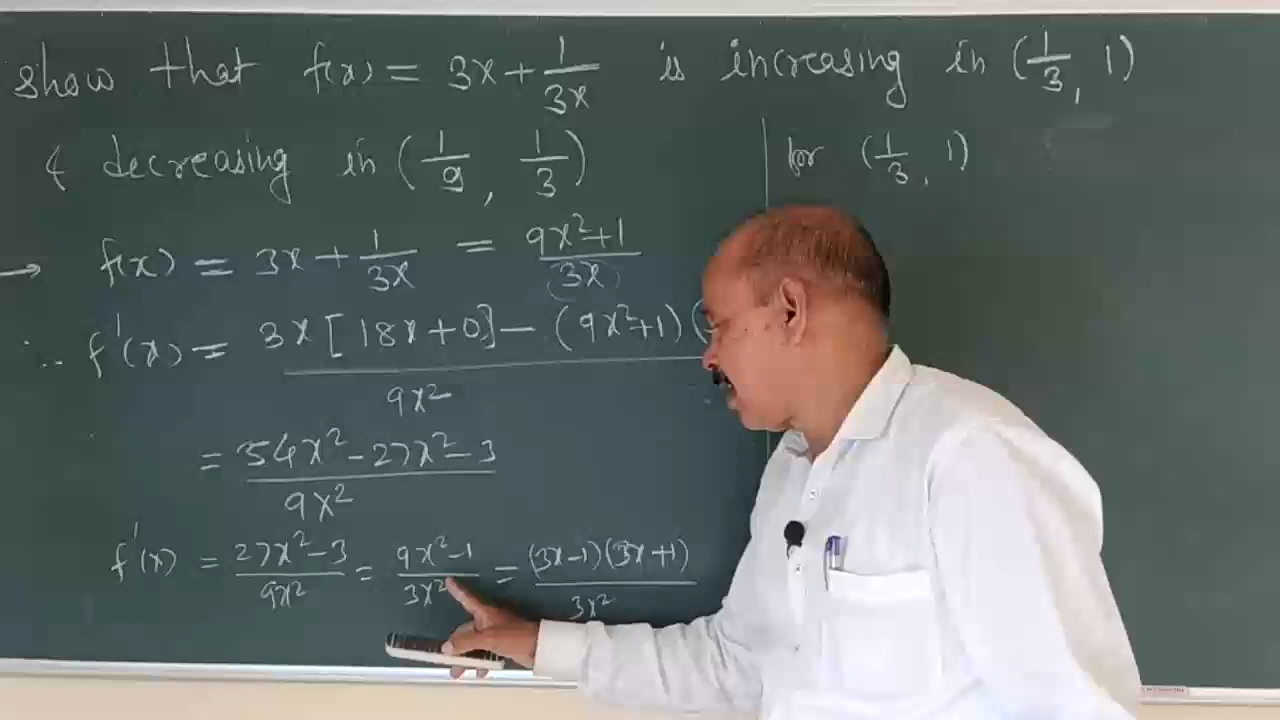 show that f(x) = 3x + 1/3x is increasing in (1/3, 1)
& decreasing in (1/9, 1/3)
→ f(x) = 3x + 1/3x = 9x²+1/3x
∴ f'(x) = 3x[18x+0] − (9x²+1)(/9x²
= 54x² − 27x² − 3/9x²
f'(x) = 27x²−3/9x² = 9x²−1/3x² = (3x−1)(3x+1)/3x²
for (1/3, 1)